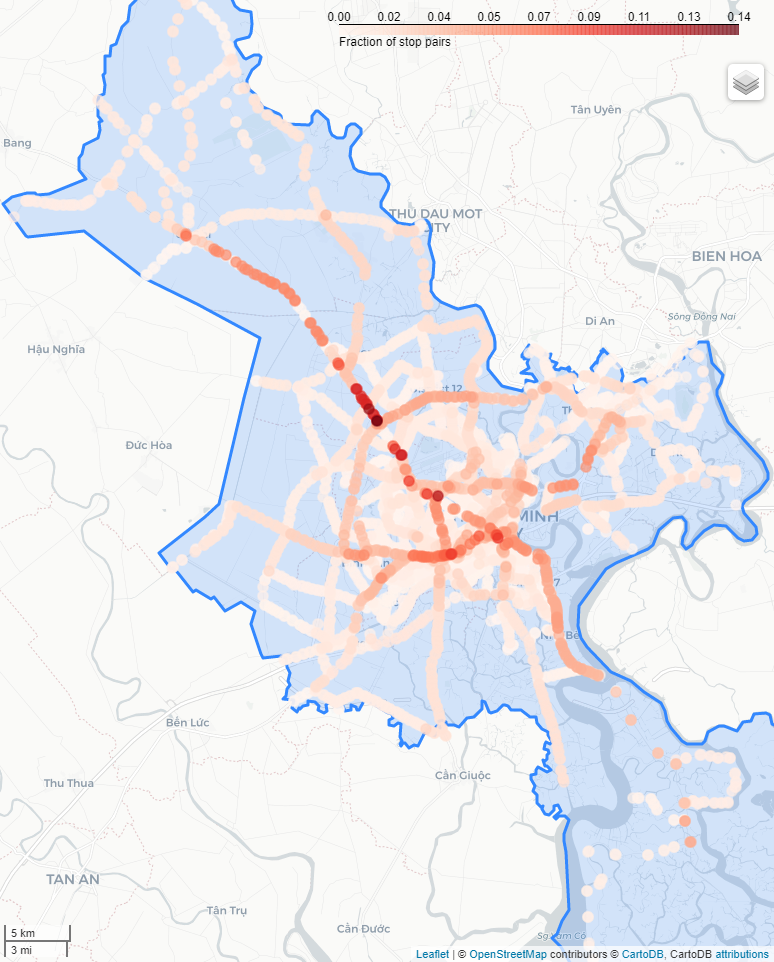 0.00 0.02 0.04 0.05 0.07 0.09 0.11 0.13 0.14
Fraction of stop pairs
Tân Uyên
Bang
THU DAU MOT
CITY
BIEN HOA
Sông Đồng Nai
Di An
Hậu Nghĩa
12
Đức Hòa
MINH
7
Bến Lức
Cần Giuộc
Thu Thua
TAN AN
Tân Trụ
Cần Đước
5 km
3 mi
Leaflet | © OpenStreetMap contributors © CartoDB, CartoDB attributions